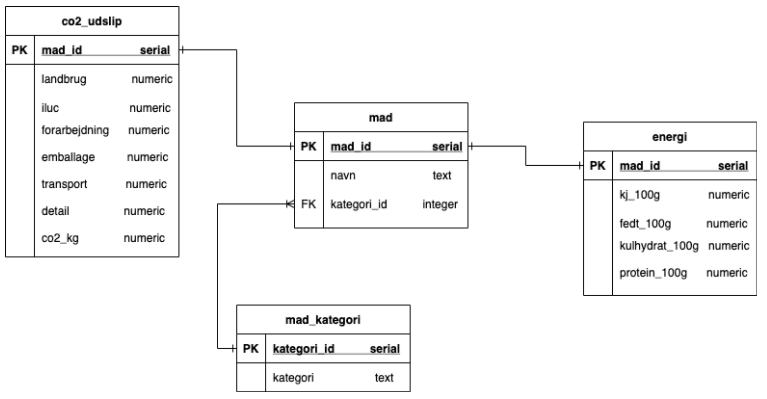 co2_udslip
PK mad_id serial
landbrug numeric
iluc numeric
forarbejdning numeric
emballage numeric
transport numeric
detail numeric
co2_kg numeric
mad
PK mad_id serial
navn text
FK kategori_id integer
energi
PK mad_id serial
kj_100g numeric
fedt_100g numeric
kulhydrat_100g numeric
protein_100g numeric
mad_kategori
PK kategori_id serial
kategori text